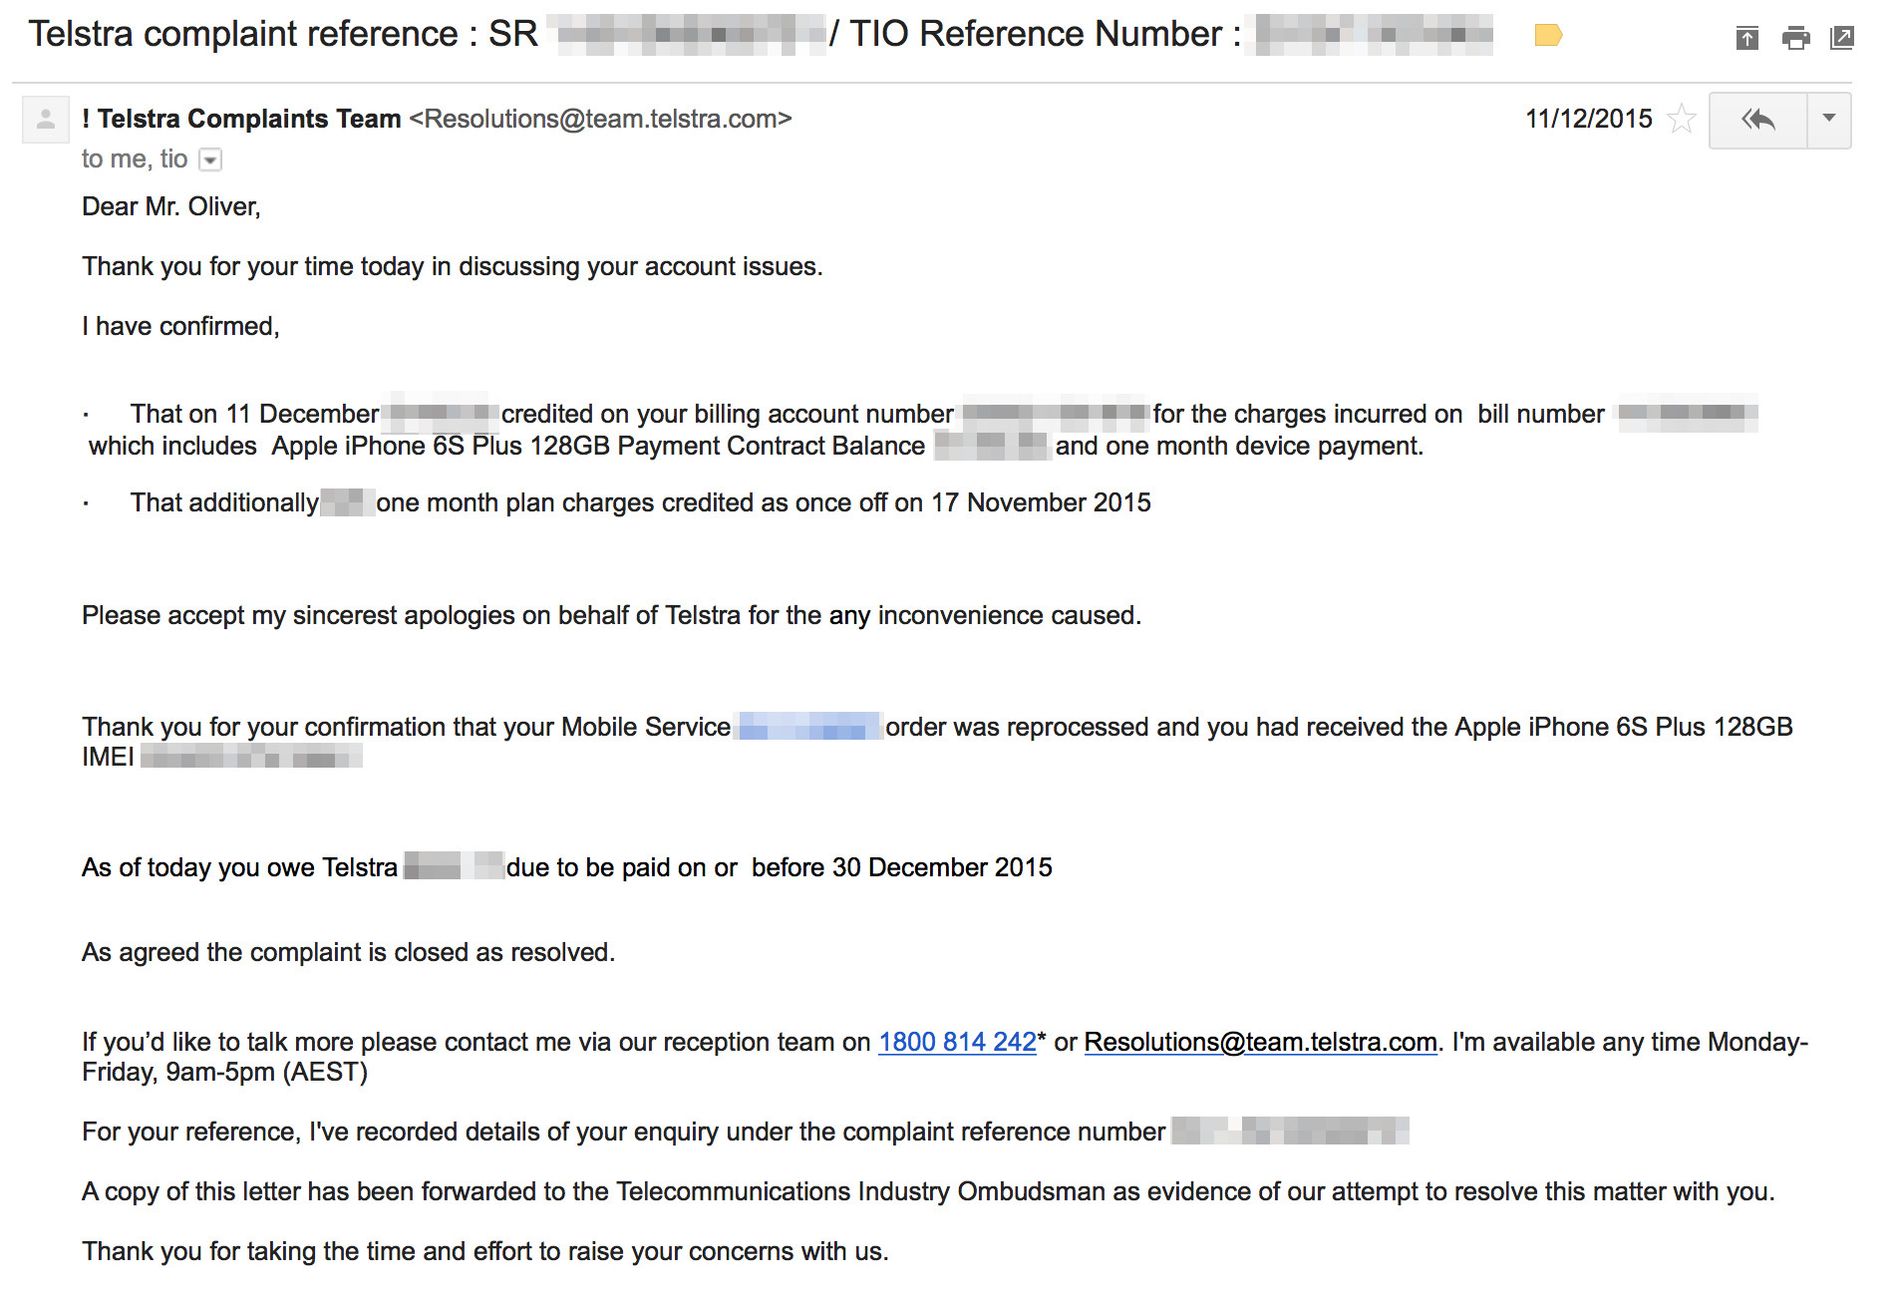 Telstra complaint reference : SR / TIO Reference Number :
! Telstra Complaints Team <Resolutions@team.telstra.com> 11/12/2015
to me, tio
Dear Mr. Oliver,
Thank you for your time today in discussing your account issues.
I have confirmed,
· That on 11 December credited on your billing account number for the charges incurred on bill number
which includes Apple iPhone 6S Plus 128GB Payment Contract Balance and one month device payment.
· That additionally one month plan charges credited as once off on 17 November 2015
Please accept my sincerest apologies on behalf of Telstra for the any inconvenience caused.
Thank you for your confirmation that your Mobile Service order was reprocessed and you had received the Apple iPhone 6S Plus 128GB
IMEI
As of today you owe Telstra due to be paid on or before 30 December 2015
As agreed the complaint is closed as resolved.
If you’d like to talk more please contact me via our reception team on 1800 814 242* or Resolutions@team.telstra.com. I'm available any time Monday-
Friday, 9am-5pm (AEST)
For your reference, I've recorded details of your enquiry under the complaint reference number
A copy of this letter has been forwarded to the Telecommunications Industry Ombudsman as evidence of our attempt to resolve this matter with you.
Thank you for taking the time and effort to raise your concerns with us.